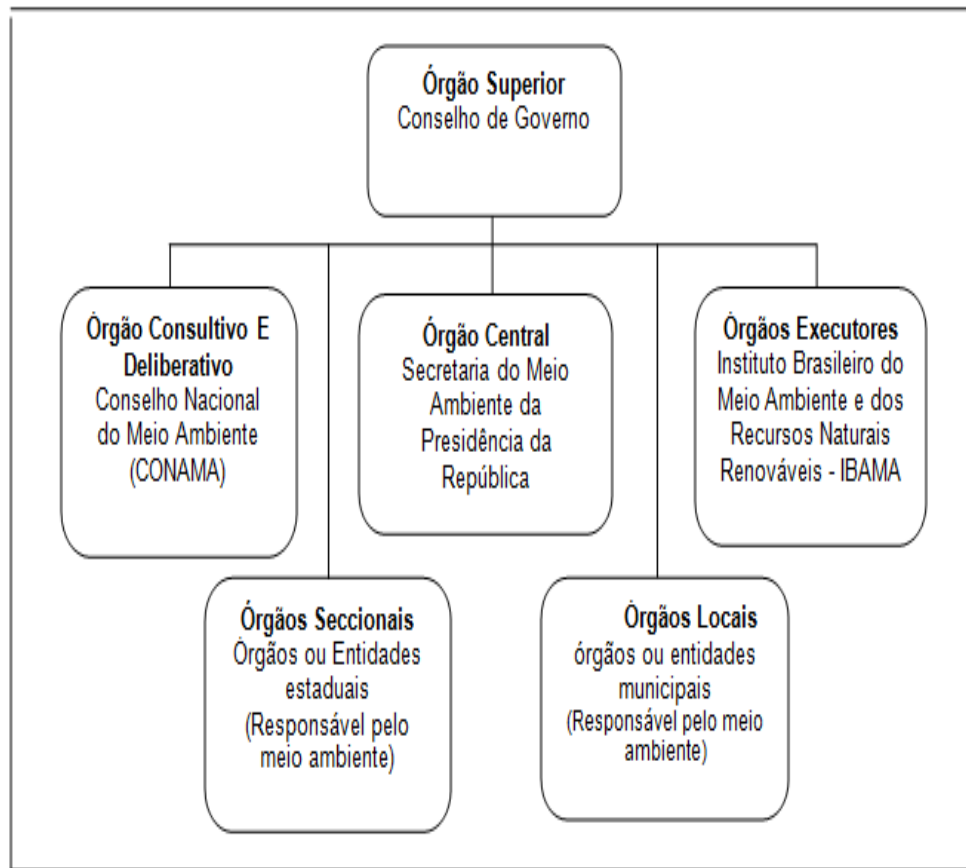 Órgão Superior
Conselho de Governo
Órgão Consultivo E
Deliberativo
Conselho Nacional
do Meio Ambiente
(CONAMA)
Órgão Central
Secretaria do Meio
Ambiente da
Presidência da
República
Órgãos Executores
Instituto Brasileiro do
Meio Ambiente e dos
Recursos Naturais
Renováveis - IBAMA
Órgãos Seccionais
Órgãos ou Entidades
estaduais
(Responsável pelo
meio ambiente)
Órgãos Locais
órgãos ou entidades
municipais
(Responsável pelo meio
ambiente)